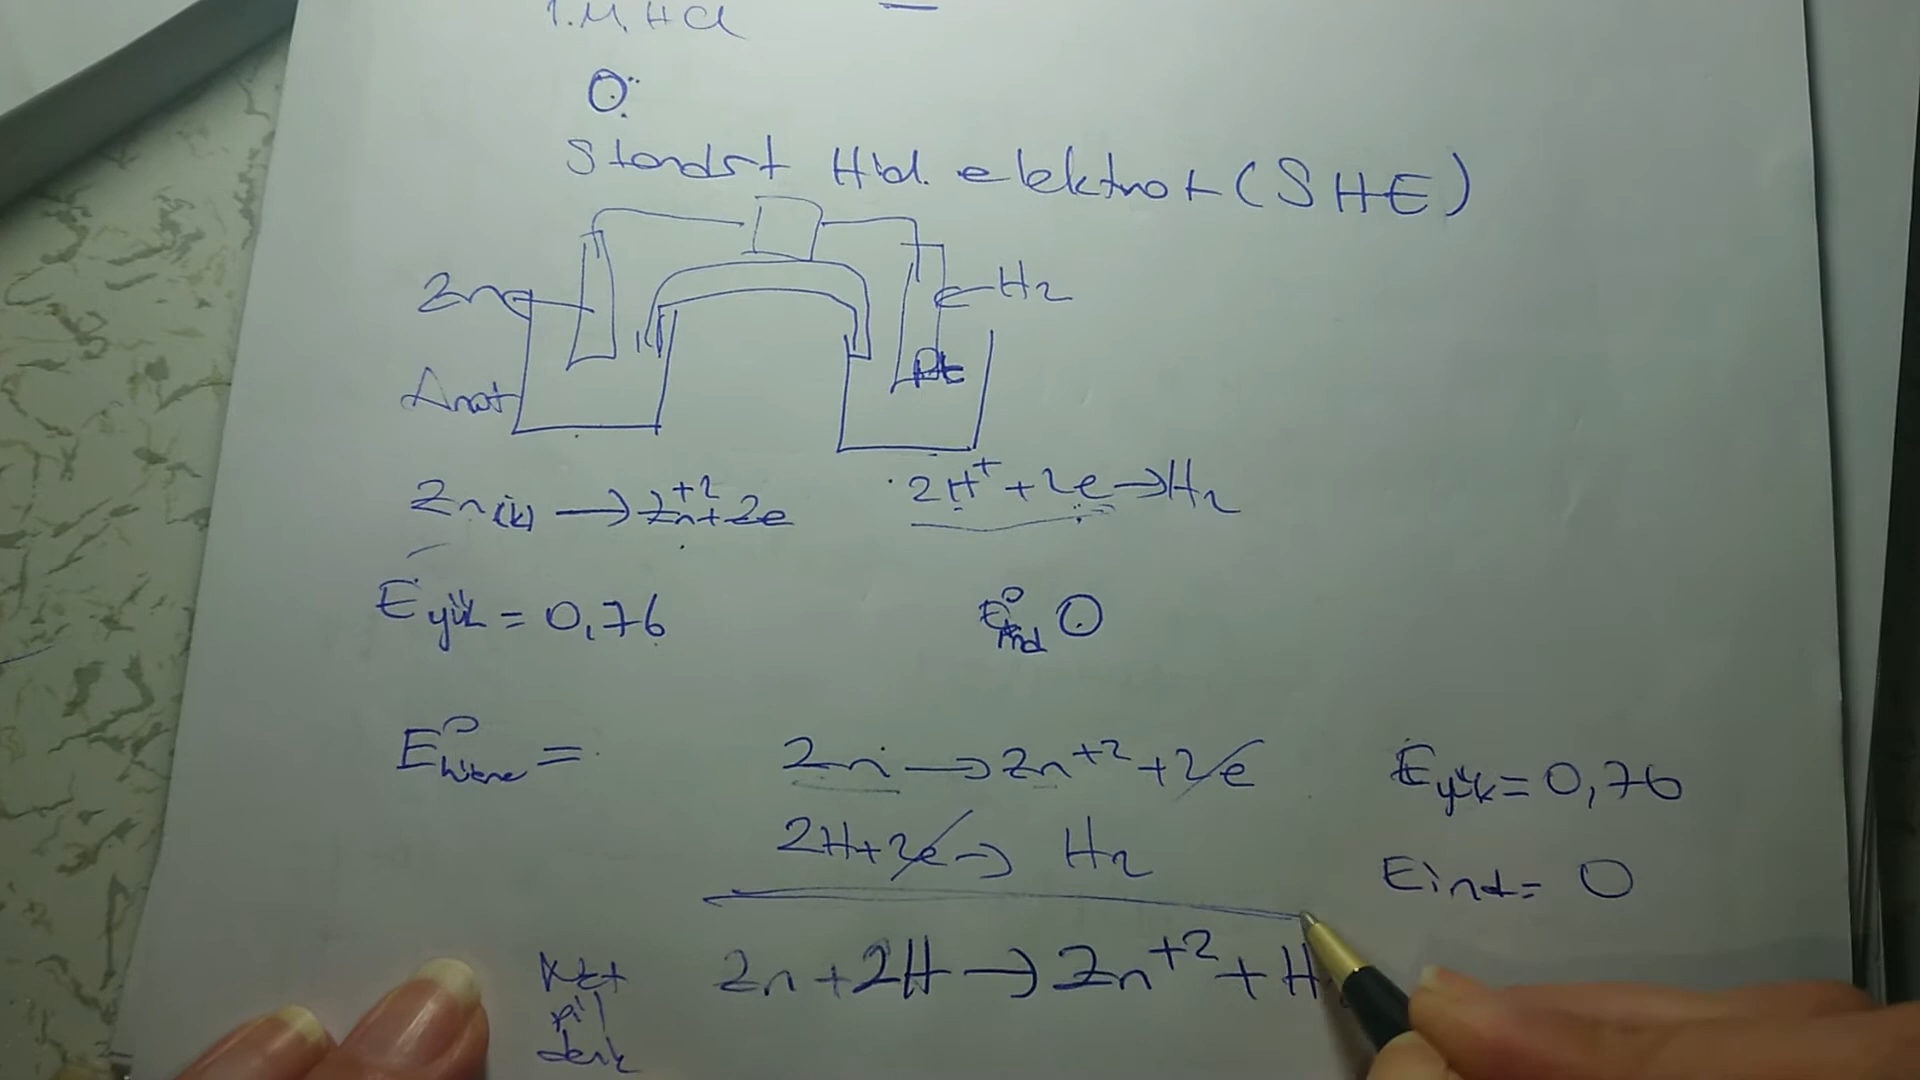 1.M. HCl
0
Standart Hid. elektrot (SHE)
Zn
H2
Pt
Anot
Zn(k) → Zn+2 + 2e
2H+ + 2e → H2
Eyük = 0,76
E°ind 0
E°hücre =
Zn → Zn+2 + 2e
Eyük = 0,76
2H + 2e → H2
Eind = 0
Net
pil
denk
Zn + 2H → Zn+2 + H